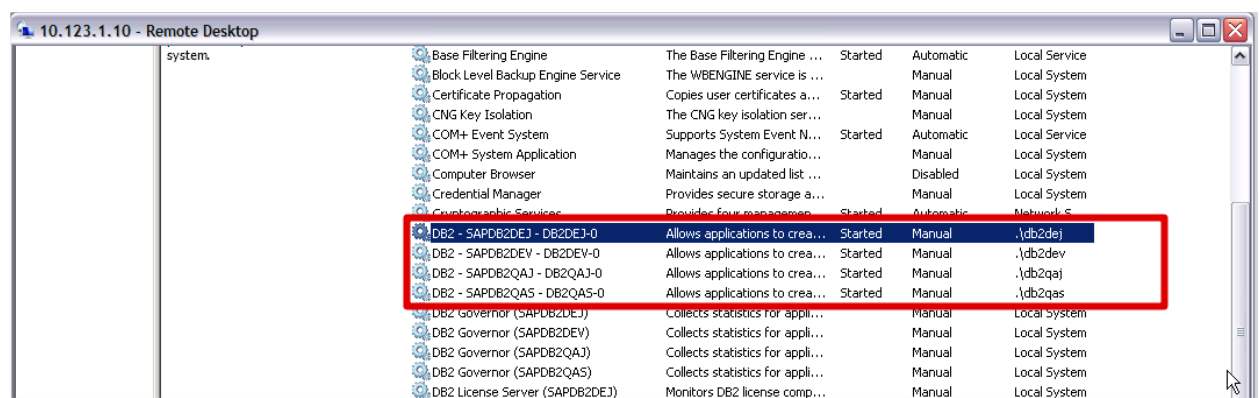 10.123.1.10 - Remote Desktop
system.
Base Filtering Engine The Base Filtering Engine ... Started Automatic Local Service
Block Level Backup Engine Service The WBENGINE service is ... Manual Local System
Certificate Propagation Copies user certificates a... Started Manual Local System
CNG Key Isolation The CNG key isolation ser... Manual Local System
COM+ Event System Supports System Event N... Started Automatic Local Service
COM+ System Application Manages the configuratio... Manual Local System
Computer Browser Maintains an updated list ... Disabled Local System
Credential Manager Provides secure storage a... Manual Local System
Cryptographic Services Provides four managemen... Started Automatic Network S...
DB2 - SAPDB2DEJ - DB2DEJ-0 Allows applications to crea... Started Manual .\db2dej
DB2 - SAPDB2DEV - DB2DEV-0 Allows applications to crea... Started Manual .\db2dev
DB2 - SAPDB2QAJ - DB2QAJ-0 Allows applications to crea... Started Manual .\db2qaj
DB2 - SAPDB2QAS - DB2QAS-0 Allows applications to crea... Started Manual .\db2qas
DB2 Governor (SAPDB2DEJ) Collects statistics for appli... Manual Local System
DB2 Governor (SAPDB2DEV) Collects statistics for appli... Manual Local System
DB2 Governor (SAPDB2QAJ) Collects statistics for appli... Manual Local System
DB2 Governor (SAPDB2QAS) Collects statistics for appli... Manual Local System
DB2 License Server (SAPDB2DEJ) Monitors DB2 license comp... Manual Local System